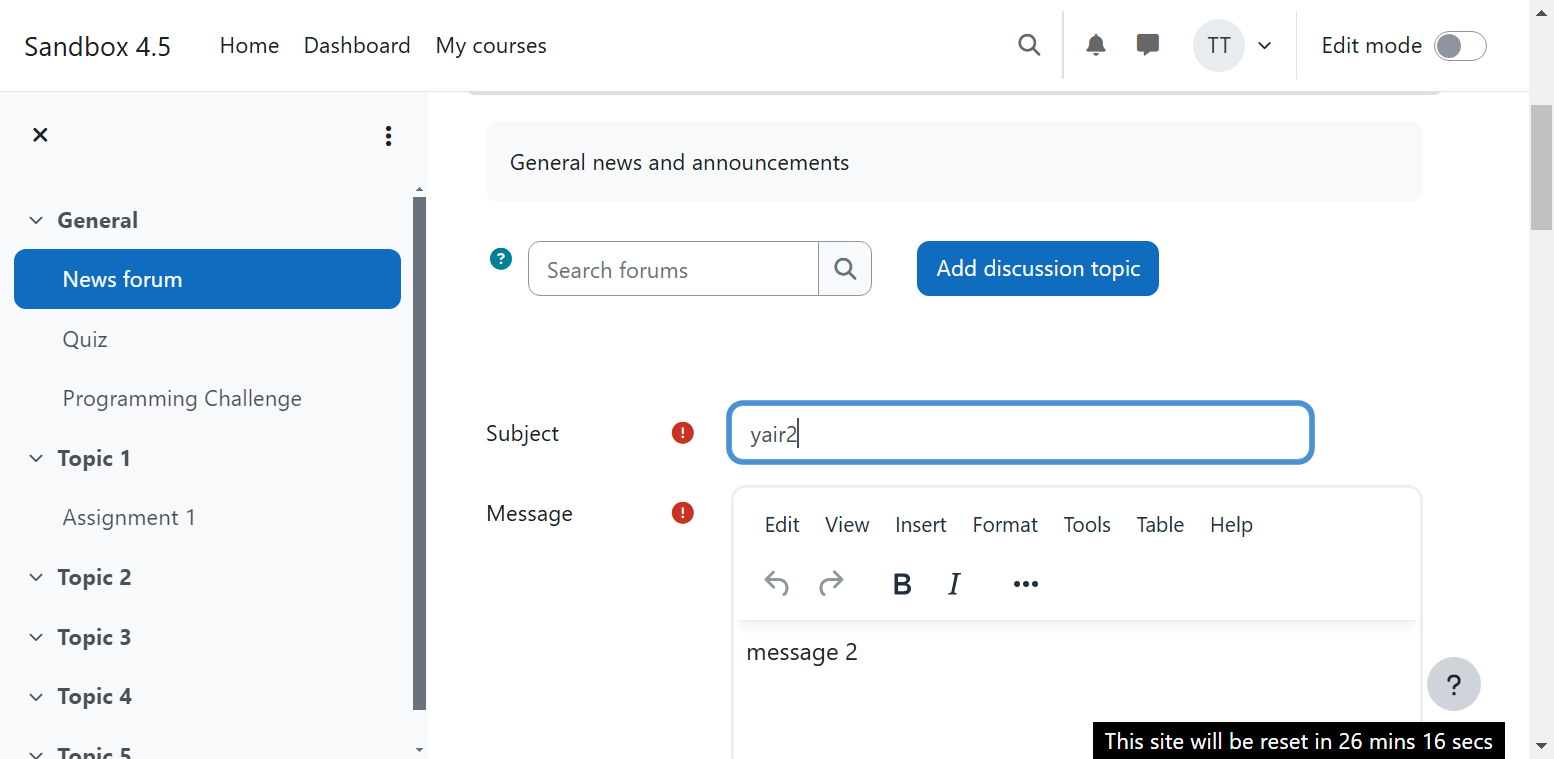 Sandbox 4.5 Home Dashboard My courses TT Edit mode
General
News forum
Quiz
Programming Challenge
Topic 1
Assignment 1
Topic 2
Topic 3
Topic 4
Topic 5
General news and announcements
? Search forums Add discussion topic
Subject ! yair2
Message !
Edit View Insert Format Tools Table Help
B I
message 2
?
This site will be reset in 26 mins 16 secs